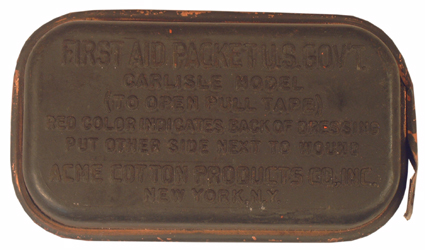 FIRST AID PACKET U.S. GOV'T
CARLISLE MODEL
(TO OPEN PULL TAPE)
RED COLOR INDICATES BACK OF DRESSING
PUT OTHER SIDE NEXT TO WOUND
ACME COTTON PRODUCTS CO., INC.
NEW YORK, N.Y.